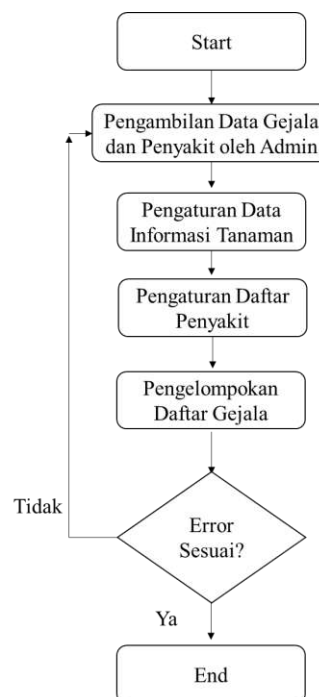 Start
Pengambilan Data Gejala
dan Penyakit oleh Admin
Pengaturan Data
Informasi Tanaman
Pengaturan Daftar
Penyakit
Pengelompokan
Daftar Gejala
Tidak
Error
Sesuai?
Ya
End